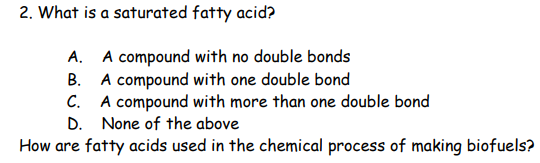 2. What is a saturated fatty acid?
A. A compound with no double bonds
B. A compound with one double bond
C. A compound with more than one double bond
D. None of the above
How are fatty acids used in the chemical process of making biofuels?